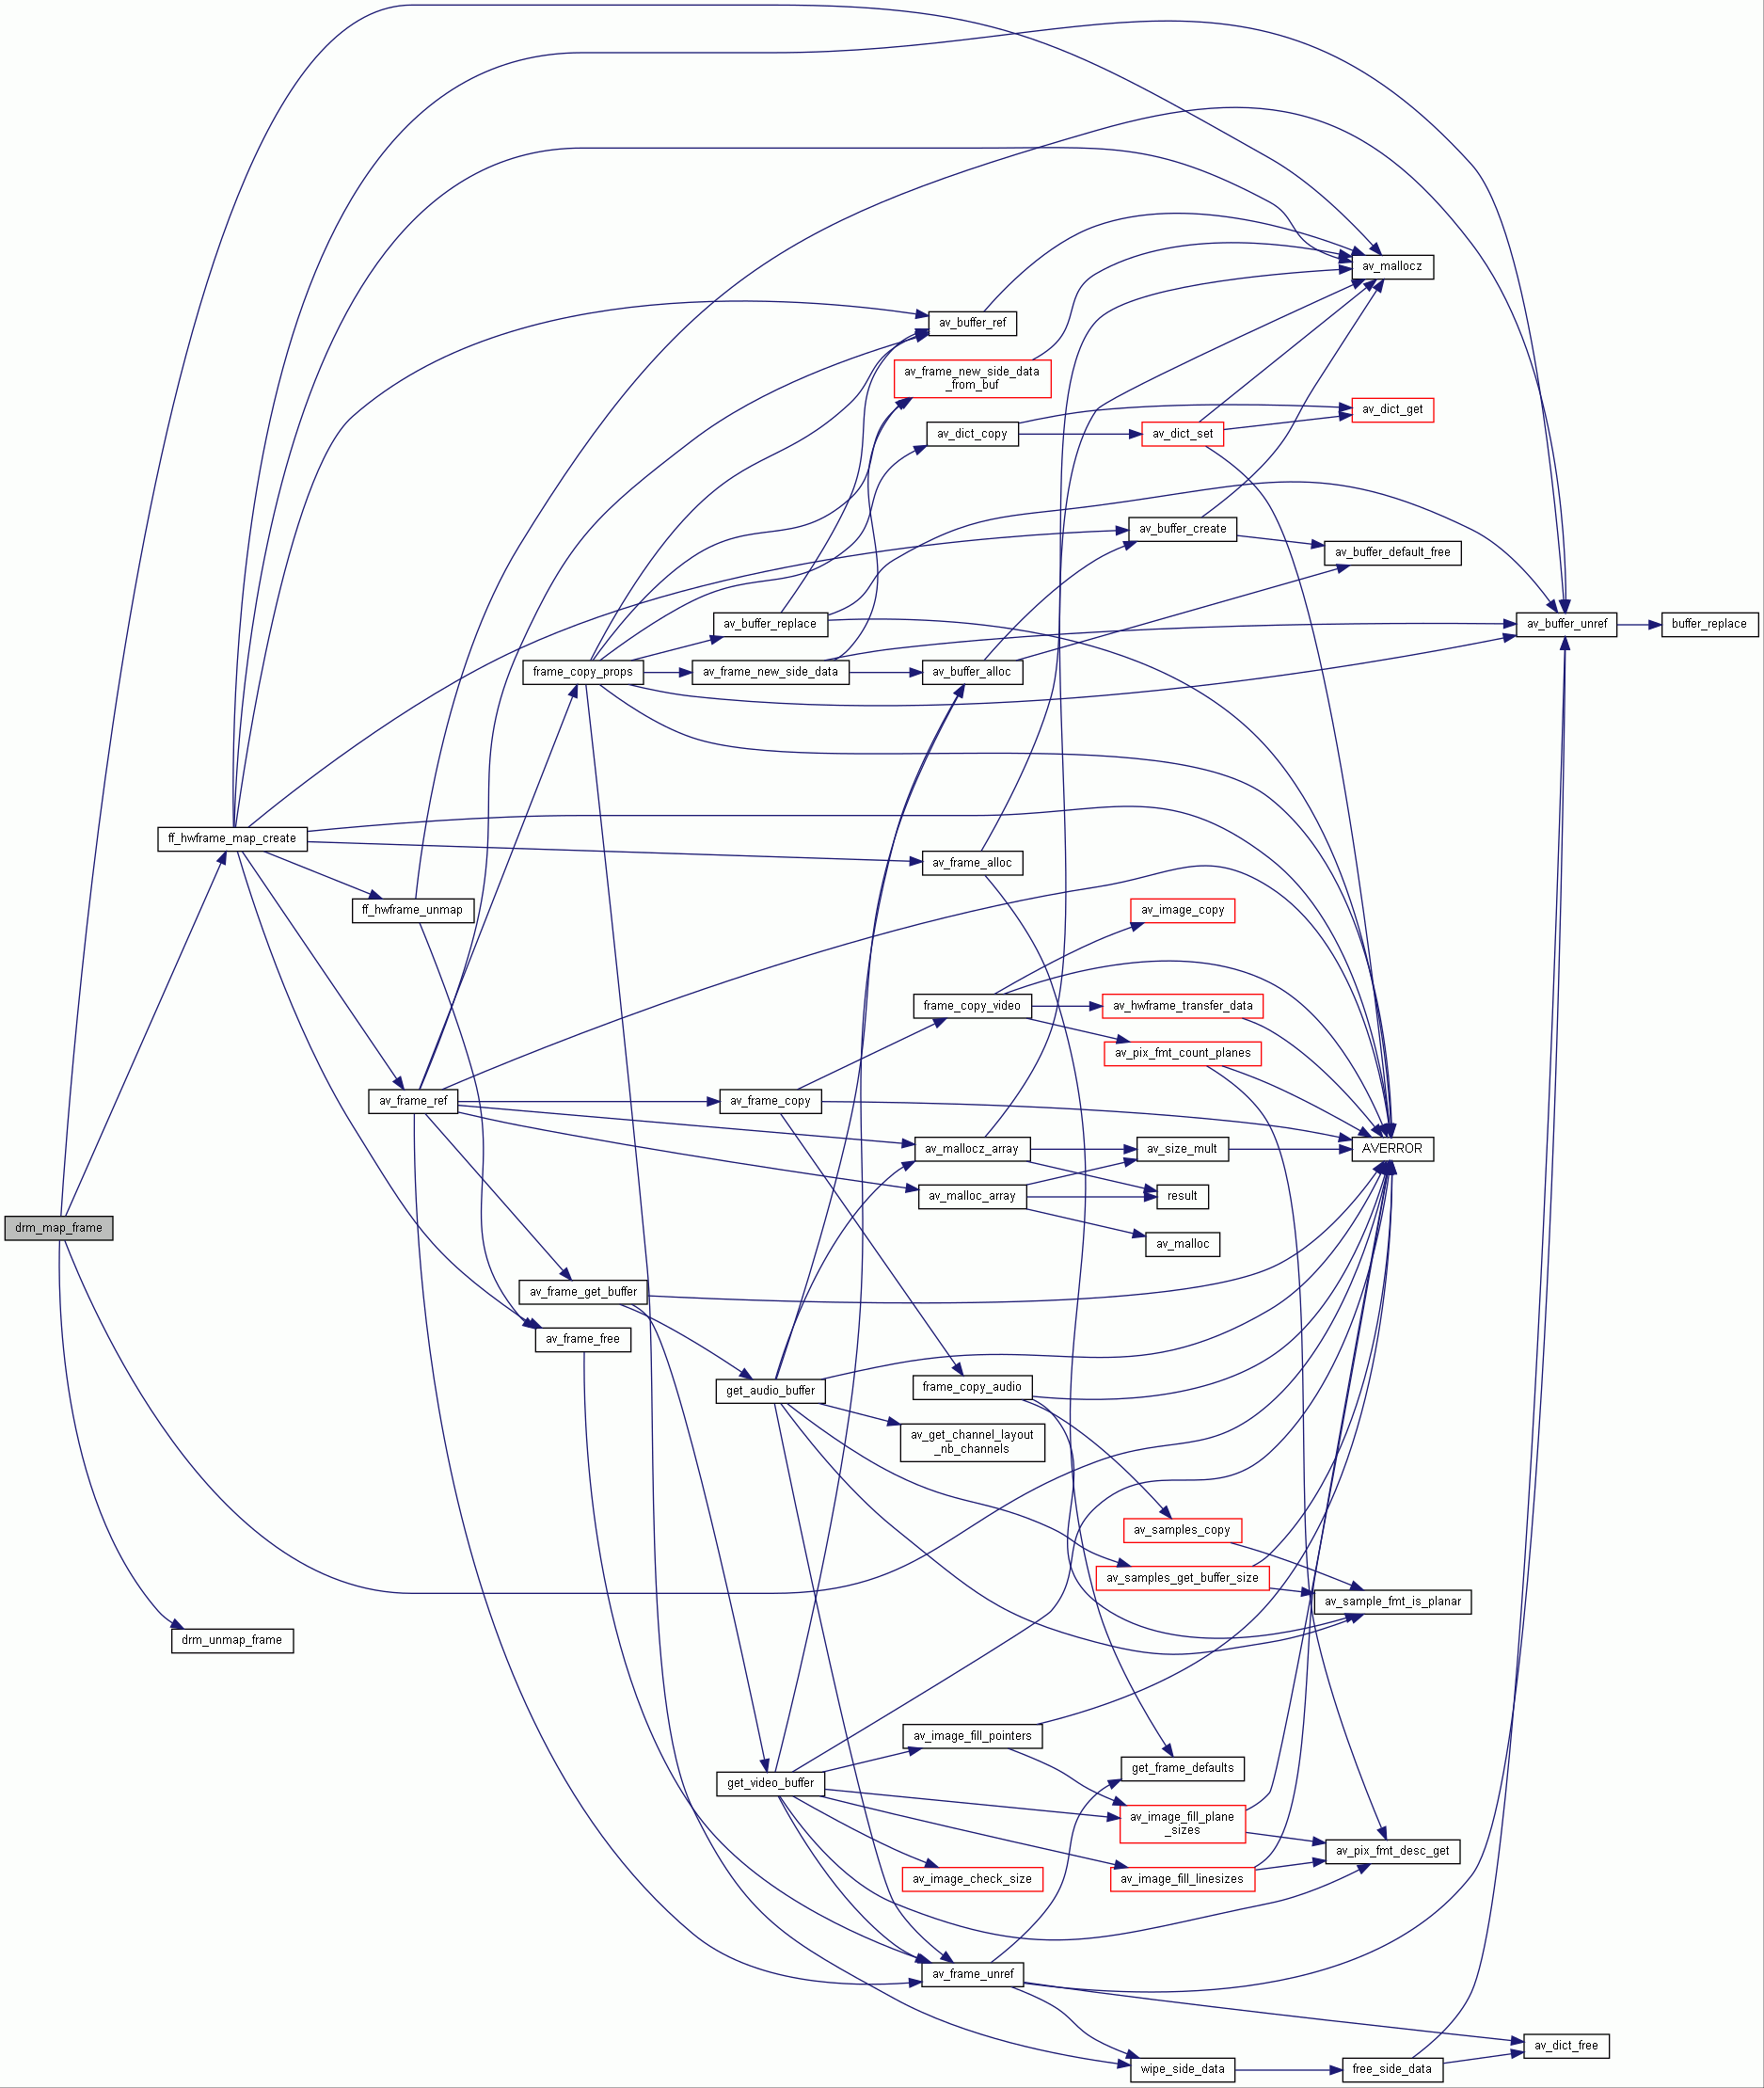 av_mallocz
av_buffer_ref
av_frame_new_side_data
_from_buf
av_dict_get
av_dict_copy
av_dict_set
av_buffer_create
av_buffer_default_free
av_buffer_replace
av_buffer_unref
buffer_replace
frame_copy_props
av_frame_new_side_data
av_buffer_alloc
ff_hwframe_map_create
av_frame_alloc
ff_hwframe_unmap
av_image_copy
frame_copy_video
av_hwframe_transfer_data
av_pix_fmt_count_planes
av_frame_ref
av_frame_copy
av_mallocz_array
av_size_mult
AVERROR
av_malloc_array
result
drm_map_frame
av_malloc
av_frame_get_buffer
av_frame_free
get_audio_buffer
frame_copy_audio
av_get_channel_layout
_nb_channels
av_samples_copy
av_samples_get_buffer_size
av_sample_fmt_is_planar
drm_unmap_frame
av_image_fill_pointers
get_frame_defaults
get_video_buffer
av_image_fill_plane
_sizes
av_pix_fmt_desc_get
av_image_check_size
av_image_fill_linesizes
av_frame_unref
av_dict_free
wipe_side_data
free_side_data